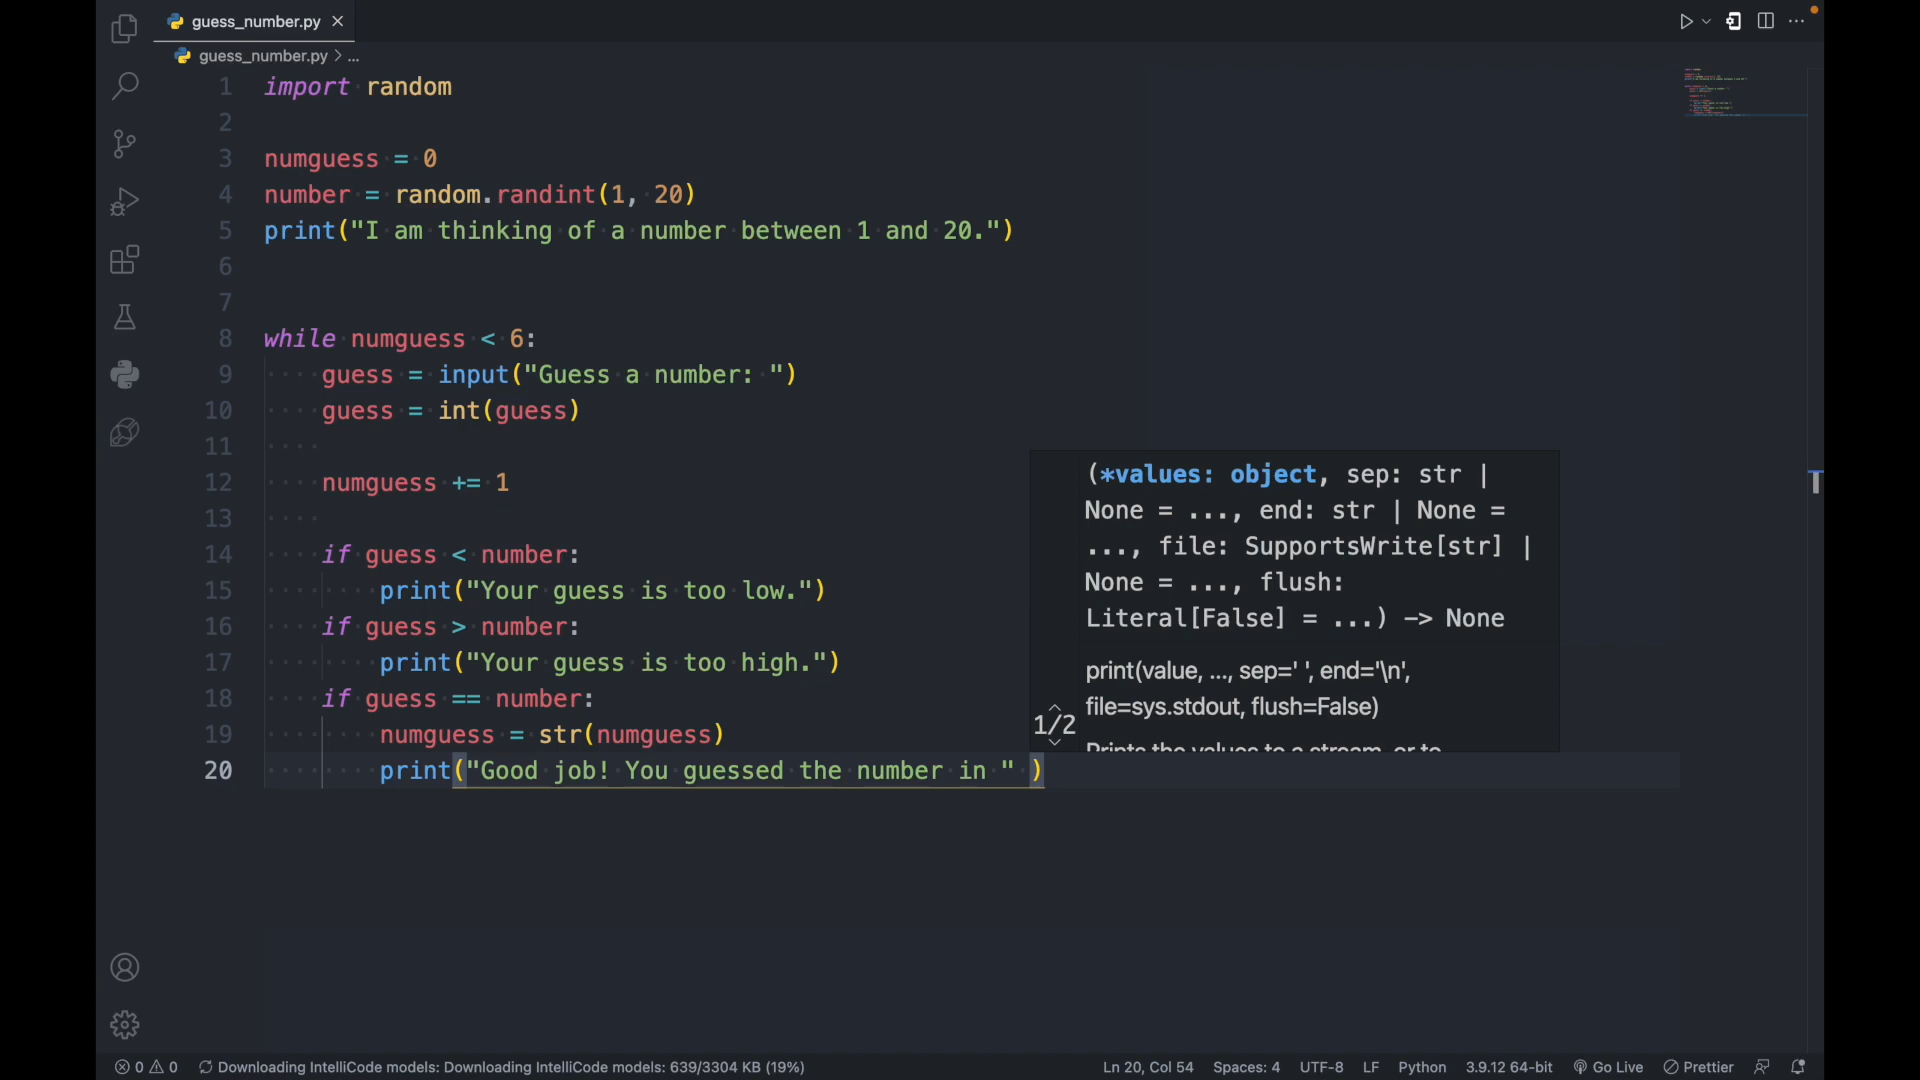 guess_number.py
guess_number.py > ...
1 import random
2
3 numguess = 0
4 number = random.randint(1, 20)
5 print("I am thinking of a number between 1 and 20.")
6
7
8 while numguess < 6:
9 guess = input("Guess a number: ")
10 guess = int(guess)
11
12 numguess += 1
13
14 if guess < number:
15 print("Your guess is too low.")
16 if guess > number:
17 print("Your guess is too high.")
18 if guess == number:
19 numguess = str(numguess)
20 print("Good job! You guessed the number in " )
(*values: object, sep: str |
None = ..., end: str | None =
..., file: SupportsWrite[str] |
None = ..., flush:
Literal[False] = ...) -> None
print(value, ..., sep=' ', end='\n',
file=sys.stdout, flush=False)
1/2
Prints the values to a stream, or to
0 0 Downloading IntelliCode models: Downloading IntelliCode models: 639/3304 KB (19%) Ln 20, Col 54 Spaces: 4 UTF-8 LF Python 3.9.12 64-bit Go Live Prettier